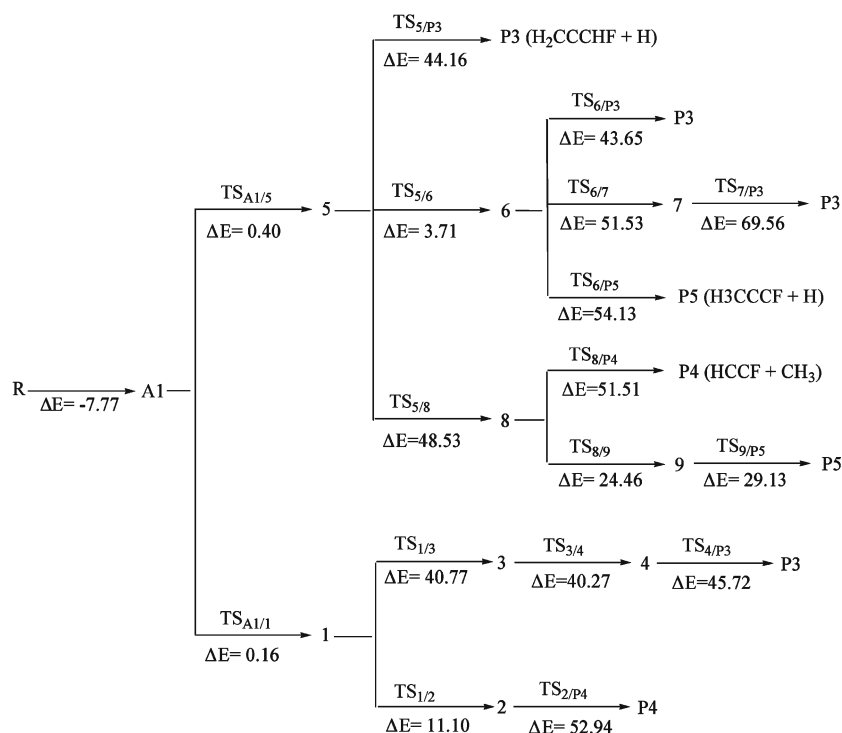 TS5/P3
P3 (H2CCCHF + H)
ΔE= 44.16
TS6/P3
P3
ΔE= 43.65
TSA1/5
TS5/6
TS6/7
TS7/P3
5
6
7
P3
ΔE= 0.40
ΔE= 3.71
ΔE= 51.53
ΔE= 69.56
TS6/P5
P5 (H3CCCF + H)
ΔE=54.13
TS8/P4
R
A1
P4 (HCCF + CH3)
ΔE= -7.77
TS5/8
ΔE=51.51
8
ΔE=48.53
TS8/9
TS9/P5
9
P5
ΔE= 24.46
ΔE= 29.13
TS1/3
TS3/4
TS4/P3
3
4
P3
ΔE= 40.77
ΔE=40.27
ΔE=45.72
TSA1/1
1
ΔE= 0.16
TS1/2
TS2/P4
2
P4
ΔE= 11.10
ΔE= 52.94